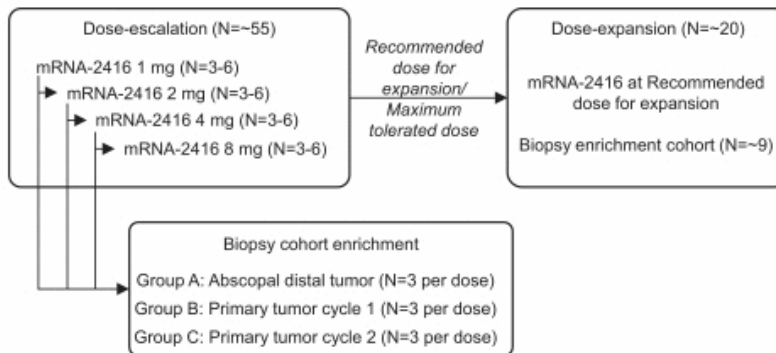 Dose-escalation (N=~55)
mRNA-2416 1 mg (N=3-6)
mRNA-2416 2 mg (N=3-6)
mRNA-2416 4 mg (N=3-6)
mRNA-2416 8 mg (N=3-6)
Recommended
dose for
expansion/
Maximum
tolerated dose
Dose-expansion (N=~20)
mRNA-2416 at Recommended
dose for expansion
Biopsy enrichment cohort (N=~9)
Biopsy cohort enrichment
Group A: Abscopal distal tumor (N=3 per dose)
Group B: Primary tumor cycle 1 (N=3 per dose)
Group C: Primary tumor cycle 2 (N=3 per dose)